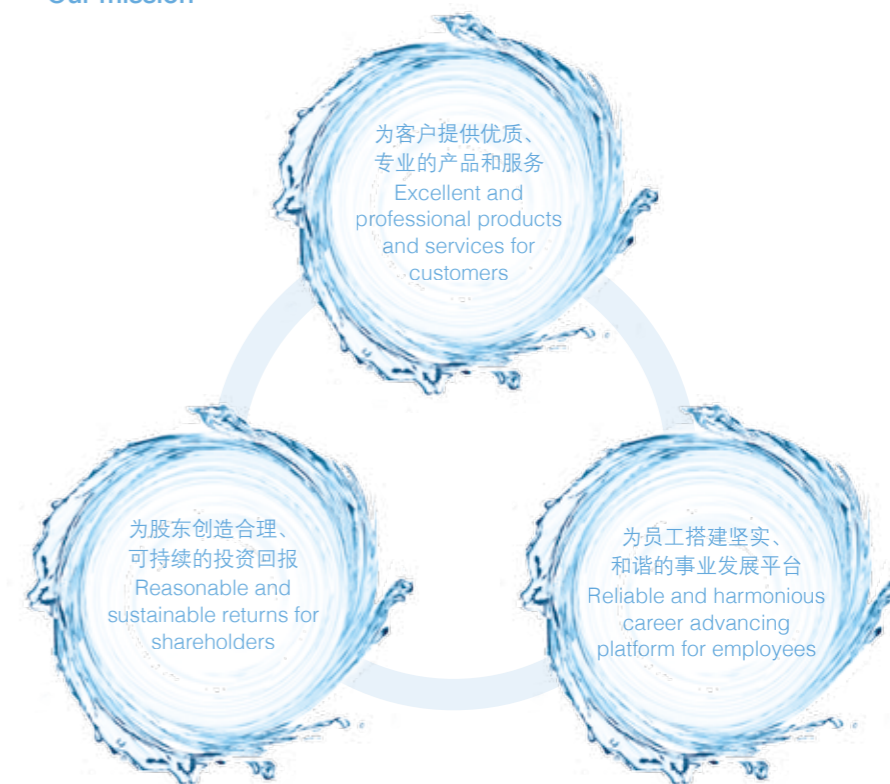 Our mission
为客户提供优质、
专业的产品和服务
Excellent and
professional products
and services for
customers
为股东创造合理、
可持续的投资回报
Reasonable and
sustainable returns for
shareholders
为员工搭建坚实、
和谐的事业发展平台
Reliable and harmonious
career advancing
platform for employees